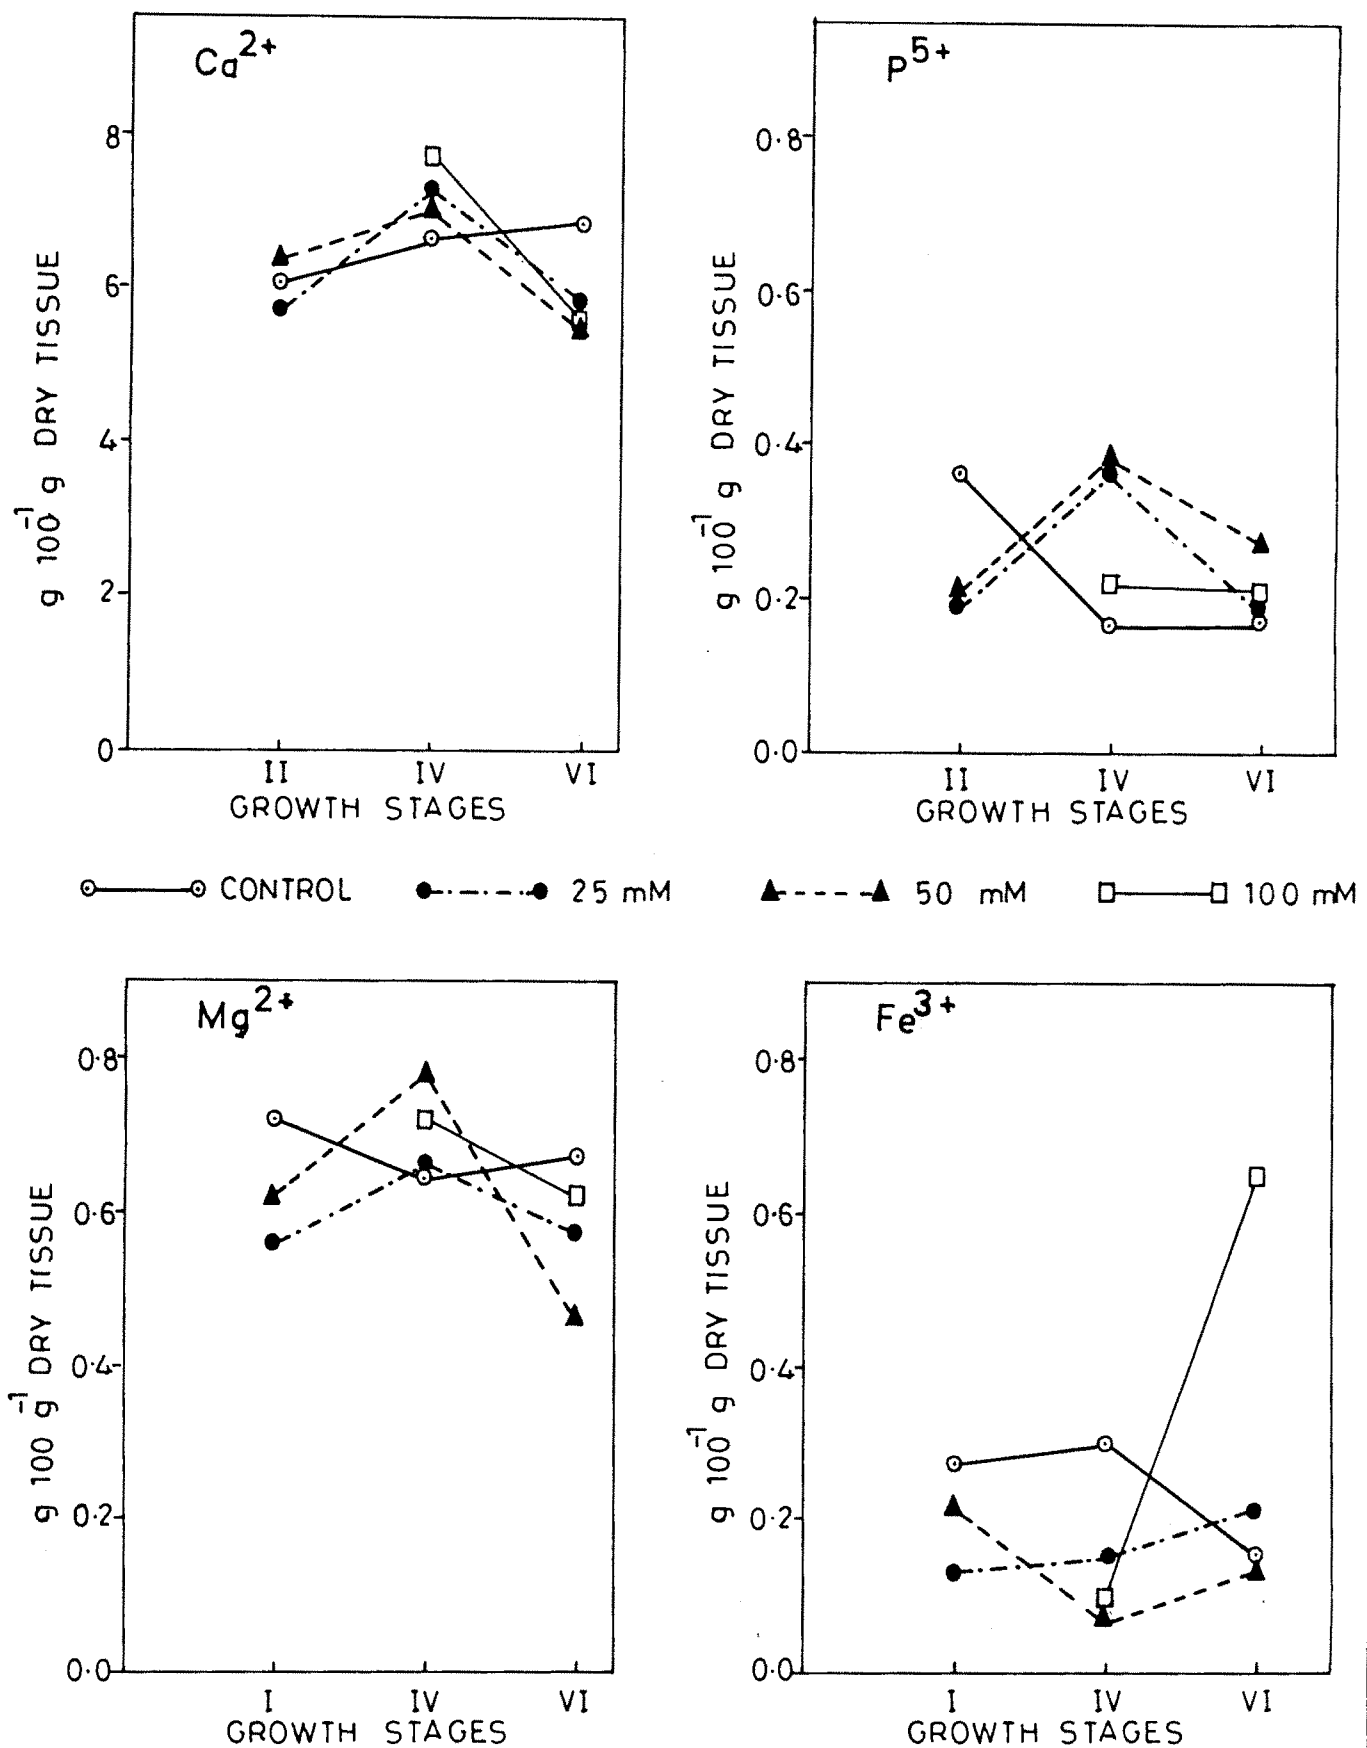 Ca2+
8
6
4
2
0
g 100-1 g DRY TISSUE
II IV VI
GROWTH STAGES
P5+
0.8
0.6
0.4
0.2
0.0
g 100-1 g DRY TISSUE
II IV VI
GROWTH STAGES
CONTROL 25 mM 50 mM 100 mM
Mg2+
0.8
0.6
0.4
0.2
0.0
g 100 g-1 DRY TISSUE
I IV VI
GROWTH STAGES
Fe3+
0.8
0.6
0.4
0.2
0.0
g 100-1 g DRY TISSUE
I IV VI
GROWTH STAGES